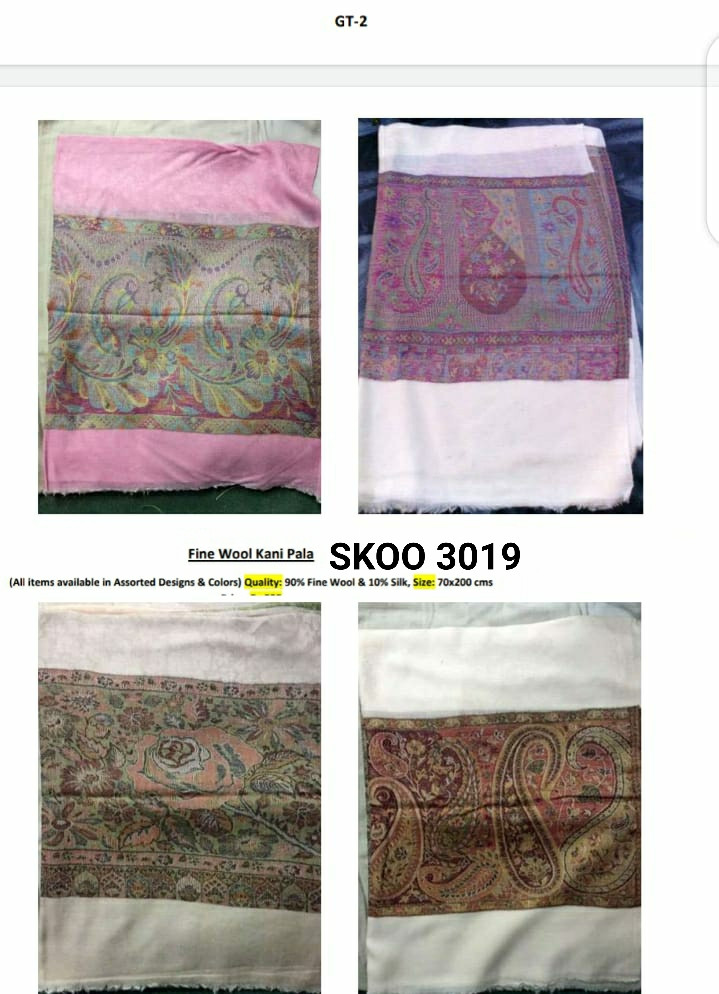 GT-2
Fine Wool Kani Pala SKOO 3019
(All items available in Assorted Designs & Colors) Quality: 90% Fine Wool & 10% Silk, Size: 70x200 cms